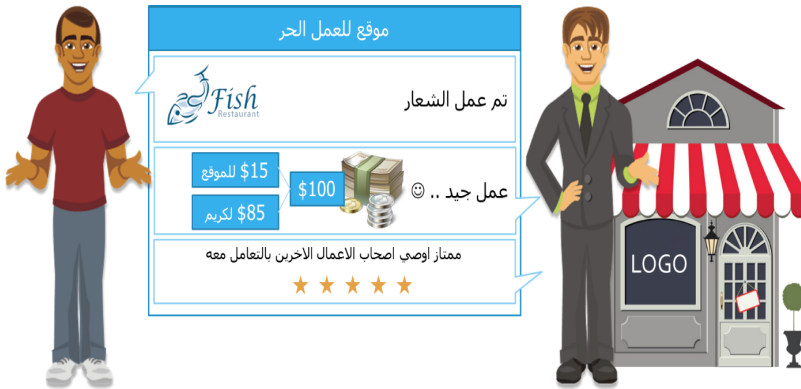 موقع للعمل الحر
تم عمل الشعار
Fish
Restaurant
عمل جيد .. ☺
$100
$15 للموقع
$85 لكريم
ممتاز اوصي اصحاب الاعمال الاخرين بالتعامل معه
LOGO